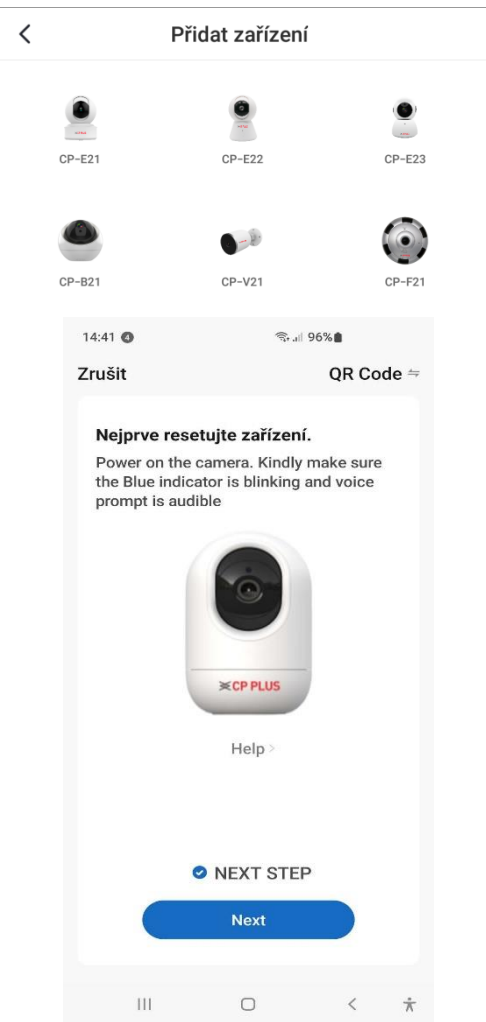 Přidat zařízení
CP-E21
CP-E22
CP-E23
CP-B21
CP-V21
CP-F21
14:41 4 96%
Zrušit QR Code
Nejprve resetujte zařízení.
Power on the camera. Kindly make sure
the Blue indicator is blinking and voice
prompt is audible
CP PLUS
Help
NEXT STEP
Next